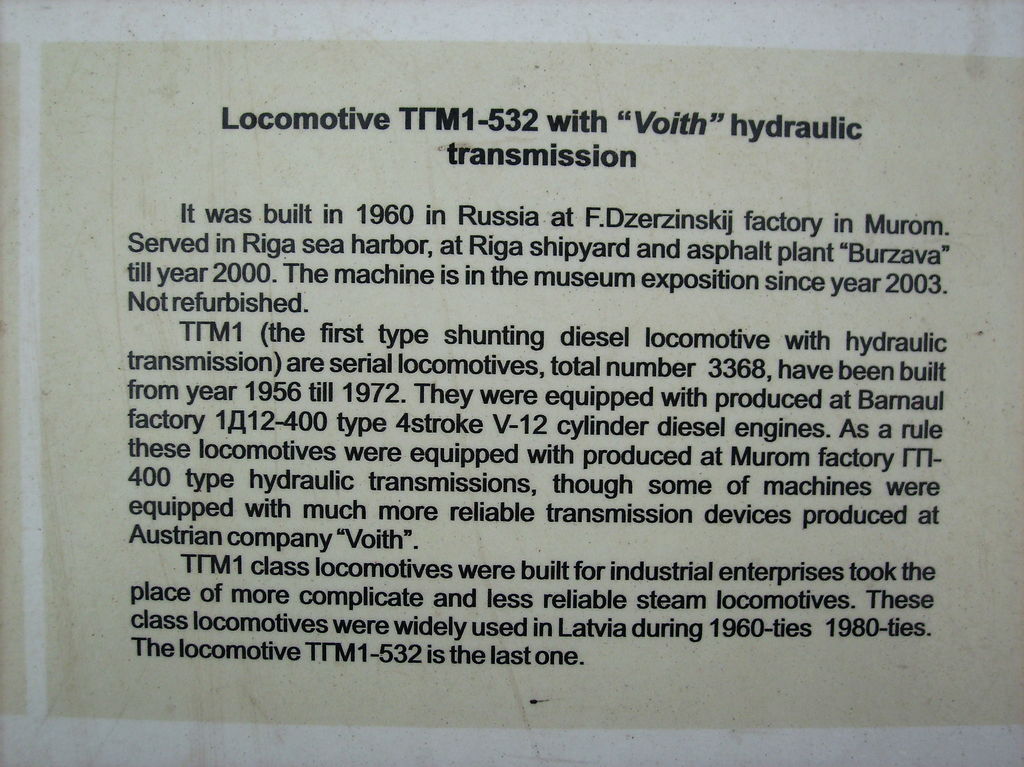 Locomotive ТГМ1-532 with “Voith” hydraulic
transmission
It was built in 1960 in Russia at F.Dzerzinskij factory in Murom.
Served in Riga sea harbor, at Riga shipyard and asphalt plant “Burzava”
till year 2000. The machine is in the museum exposition since year 2003.
Not refurbished.
ТГМ1 (the first type shunting diesel locomotive with hydraulic
transmission) are serial locomotives, total number 3368, have been built
from year 1956 till 1972. They were equipped with produced at Barnaul
factory 1Д12-400 type 4stroke V-12 cylinder diesel engines. As a rule
these locomotives were equipped with produced at Murom factory ГП-
400 type hydraulic transmissions, though some of machines were
equipped with much more reliable transmission devices produced at
Austrian company “Voith”.
ТГМ1 class locomotives were built for industrial enterprises took the
place of more complicate and less reliable steam locomotives. These
class locomotives were widely used in Latvia during 1960-ties 1980-ties.
The locomotive ТГМ1-532 is the last one.